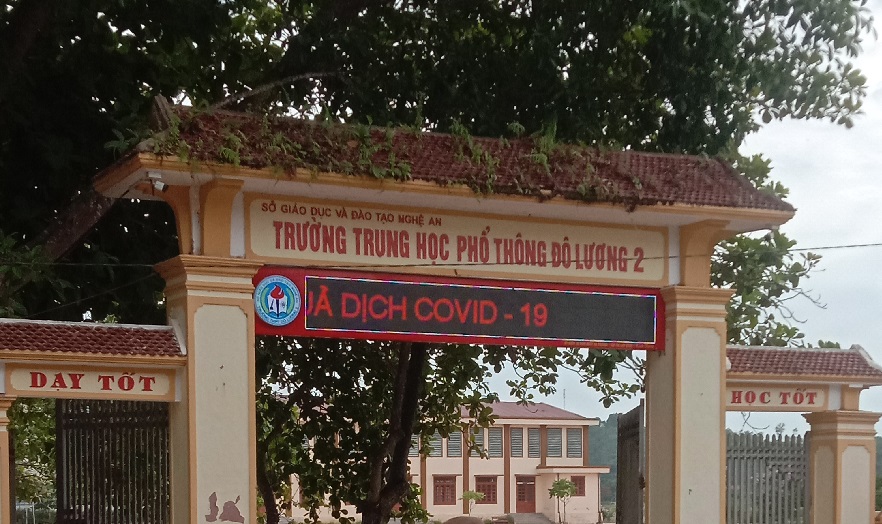 SỞ GIÁO DỤC VÀ ĐÀO TẠO NGHỆ AN
TRƯỜNG TRUNG HỌC PHỔ THÔNG ĐÔ LƯƠNG 2
DỊCH COVID - 19
DẠY TỐT
HỌC TỐT